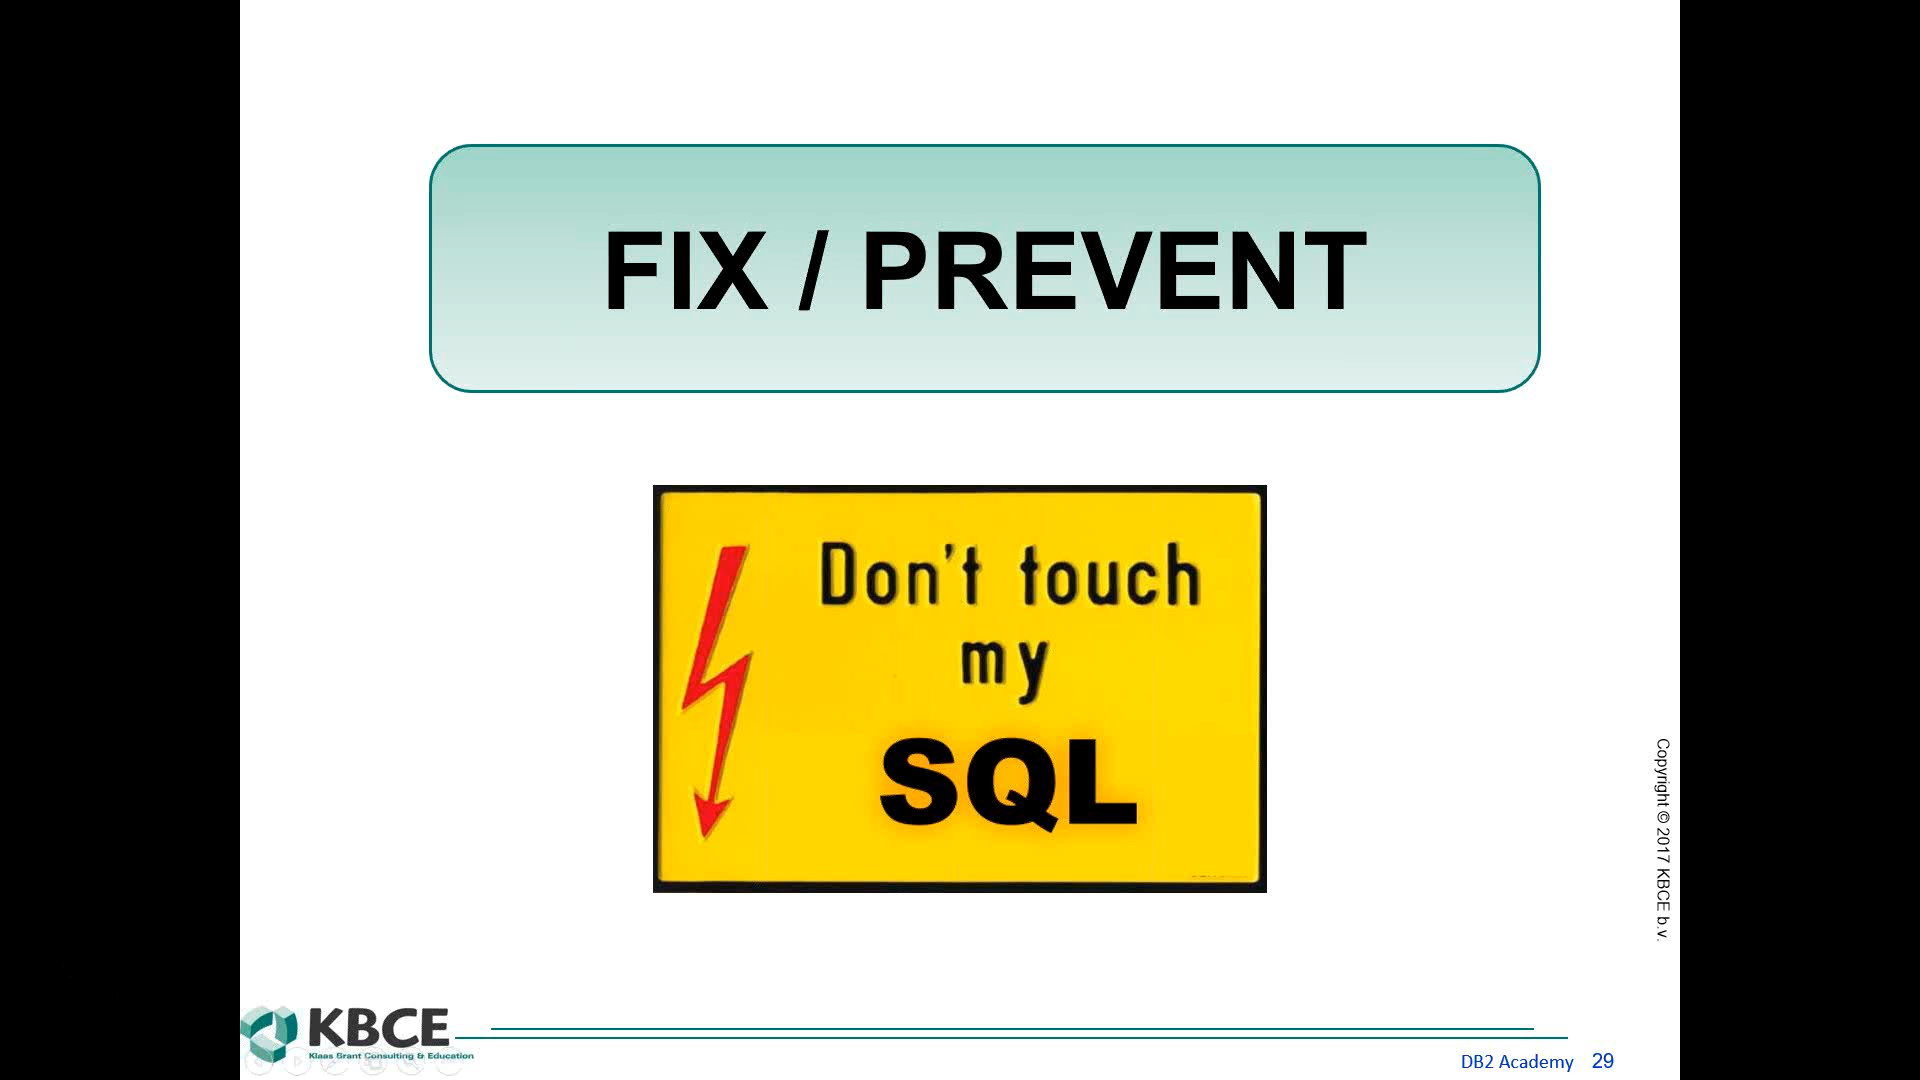 FIX / PREVENT
Don't touch
my
SQL
Copyright © 2017 KBCE b.v.
KBCE
Klaas Brant Consulting & Education
DB2 Academy 29